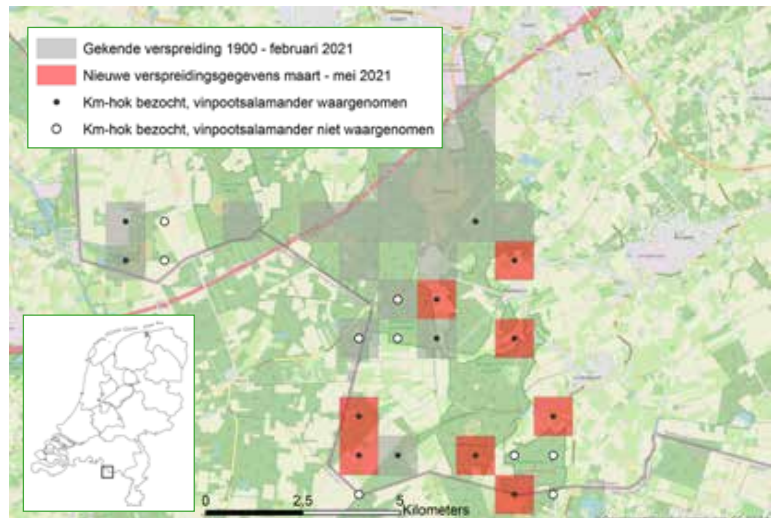 Gekende verspreiding 1900 - februari 2021
Nieuwe verspreidingsgegevens maart - mei 2021
Km-hok bezocht, vinpootsalamander waargenomen
Km-hok bezocht, vinpootsalamander niet waargenomen
0 2,5 5
Kilometers